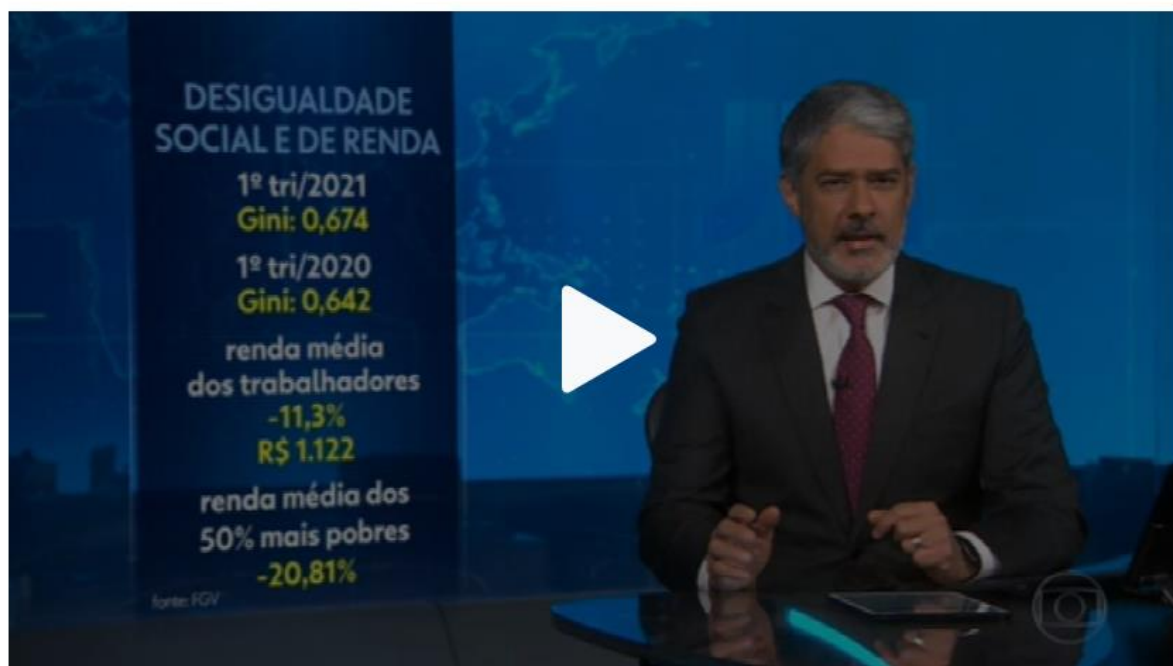 DESIGUALDADE
SOCIAL E DE RENDA
1º tri/2021
Gini: 0,674
1º tri/2020
Gini: 0,642
renda média
dos trabalhadores
-11,3%
R$ 1.122
renda média dos
50% mais pobres
-20,81%
fonte: FGV